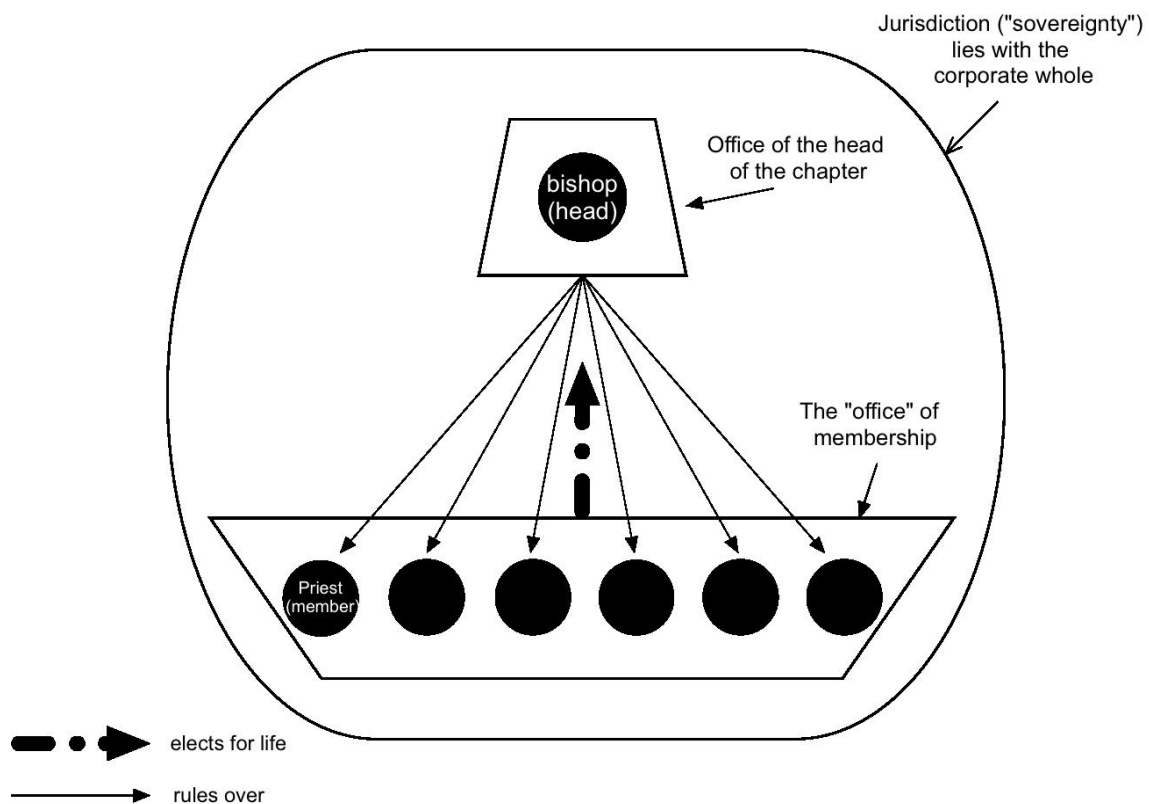 Jurisdiction ("sovereignty")
lies with the
corporate whole
Office of the head
of the chapter
bishop
(head)
The "office" of
membership
Priest
(member)
elects for life
rules over